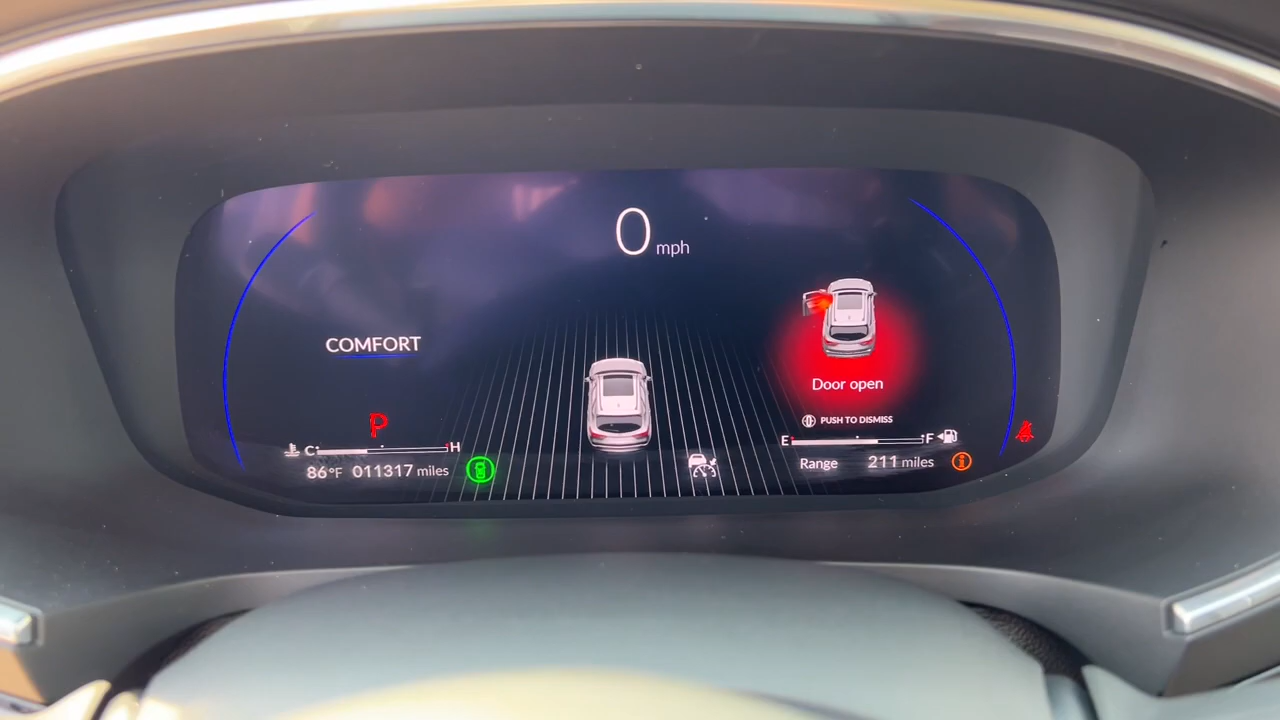 0 mph
COMFORT
Door open
P
PUSH TO DISMISS
C H
E F
86°F 011317 miles
Range 211 miles